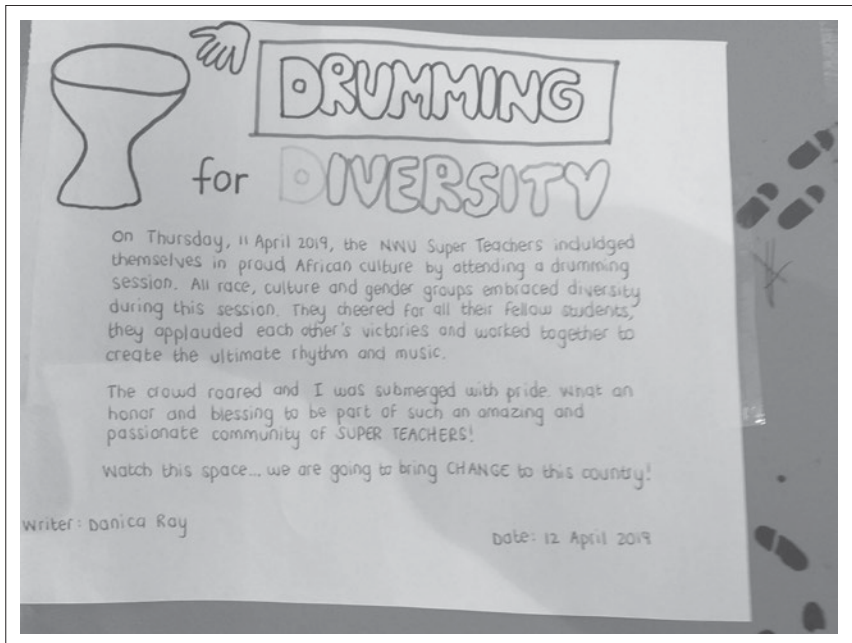 DRUMMING
for DIVERSITY
On Thursday, 11 April 2019, the NWU Super Teachers induldged
themselves in proud African culture by attending a drumming
session. All race, culture and gender groups embraced diversity
during this session. They cheered for all their fellow students,
they applauded each other's victories and worked together to
create the ultimate rhythm and music.
The crowd roared and I was submerged with pride. What an
honor and blessing to be part of such an amazing and
passionate community of SUPER TEACHERS!
Watch this space... we are going to bring CHANGE to this country!
Writer: Danica Ray
Date: 12 April 2019